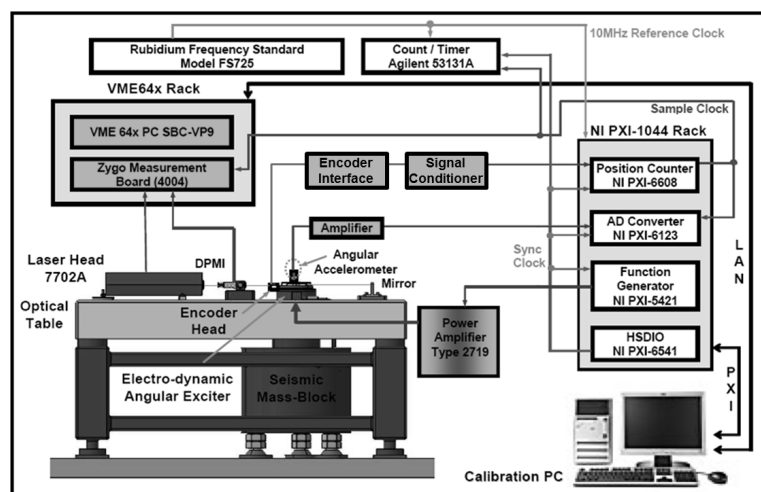 Rubidium Frequency Standard
Model FS725
Count / Timer
Agilent 53131A
10MHz Reference Clock
VME64x Rack
VME 64x PC SBC-VP9
Zygo Measurement
Board (4004)
Sample Clock
NI PXI-1044 Rack
Encoder
Interface
Signal
Conditioner
Position Counter
NI PXI-6608
Amplifier
AD Converter
NI PXI-6123
Sync
Clock
Function
Generator
NI PXI-5421
HSDIO
NI PXI-6541
LAN
PXI
Laser Head
7702A
DPMI
Angular
Accelerometer
Mirror
Optical
Table
Encoder
Head
Power
Amplifier
Type 2719
Electro-dynamic
Angular Exciter
Seismic
Mass-Block
Calibration PC